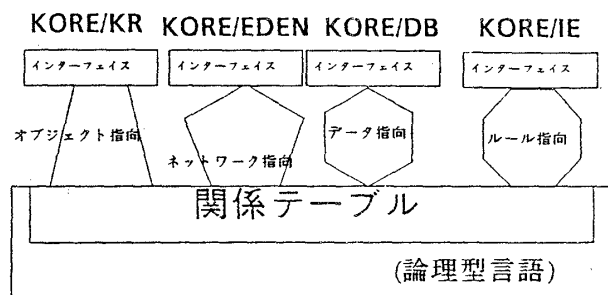 KORE/KR KORE/EDEN KORE/DB KORE/IE
インターフェイス インターフェイス インターフェイス インターフェイス
オブジェクト指向 ネットワーク指向 データ指向 ルール指向
関係テーブル
(論理型言語)